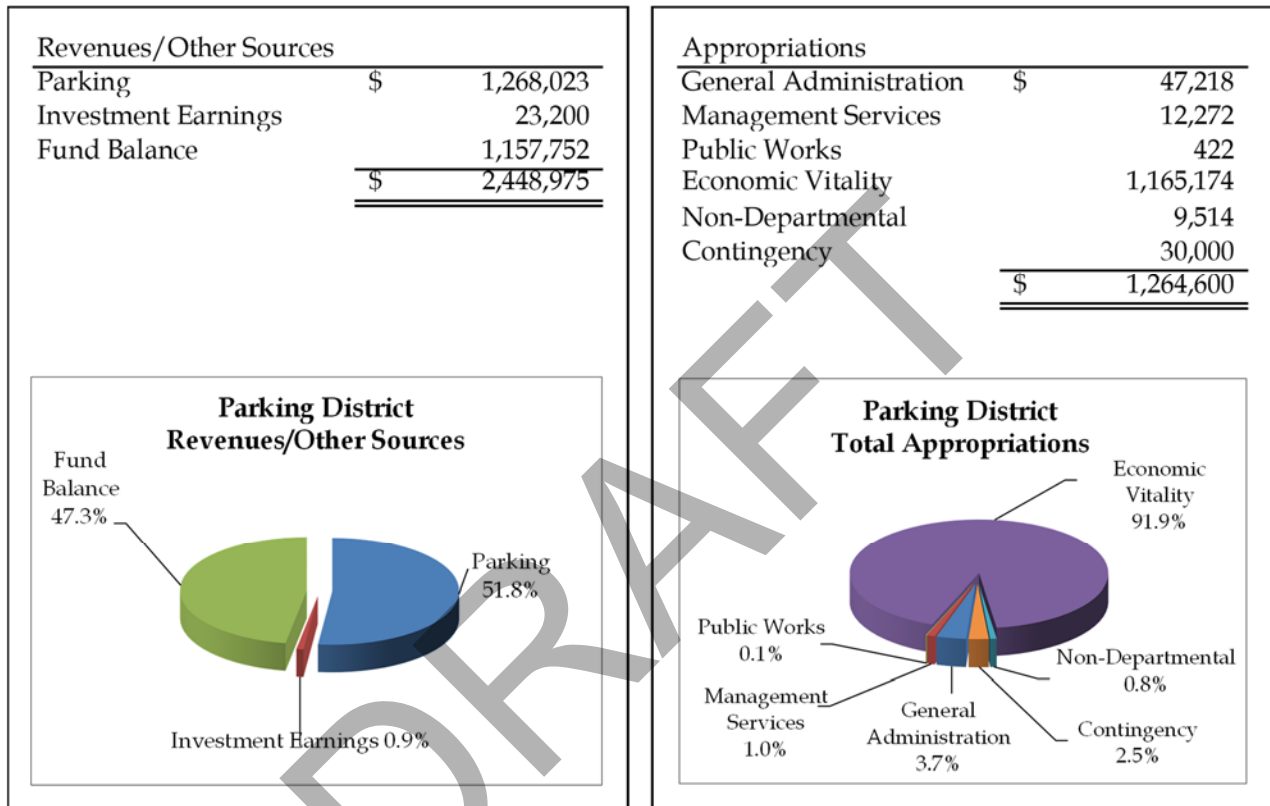 Revenues/Other Sources
Parking $ 1,268,023
Investment Earnings 23,200
Fund Balance 1,157,752
$ 2,448,975
Parking District
Revenues/Other Sources
Fund
Balance
47.3%
Parking
51.8%
Investment Earnings 0.9%
Appropriations
General Administration $ 47,218
Management Services 12,272
Public Works 422
Economic Vitality 1,165,174
Non-Departmental 9,514
Contingency 30,000
$ 1,264,600
Parking District
Total Appropriations
Economic
Vitality
91.9%
Public Works
0.1%
Management
Services
1.0%
General
Administration
3.7%
Non-Departmental
0.8%
Contingency
2.5%
DRAFT